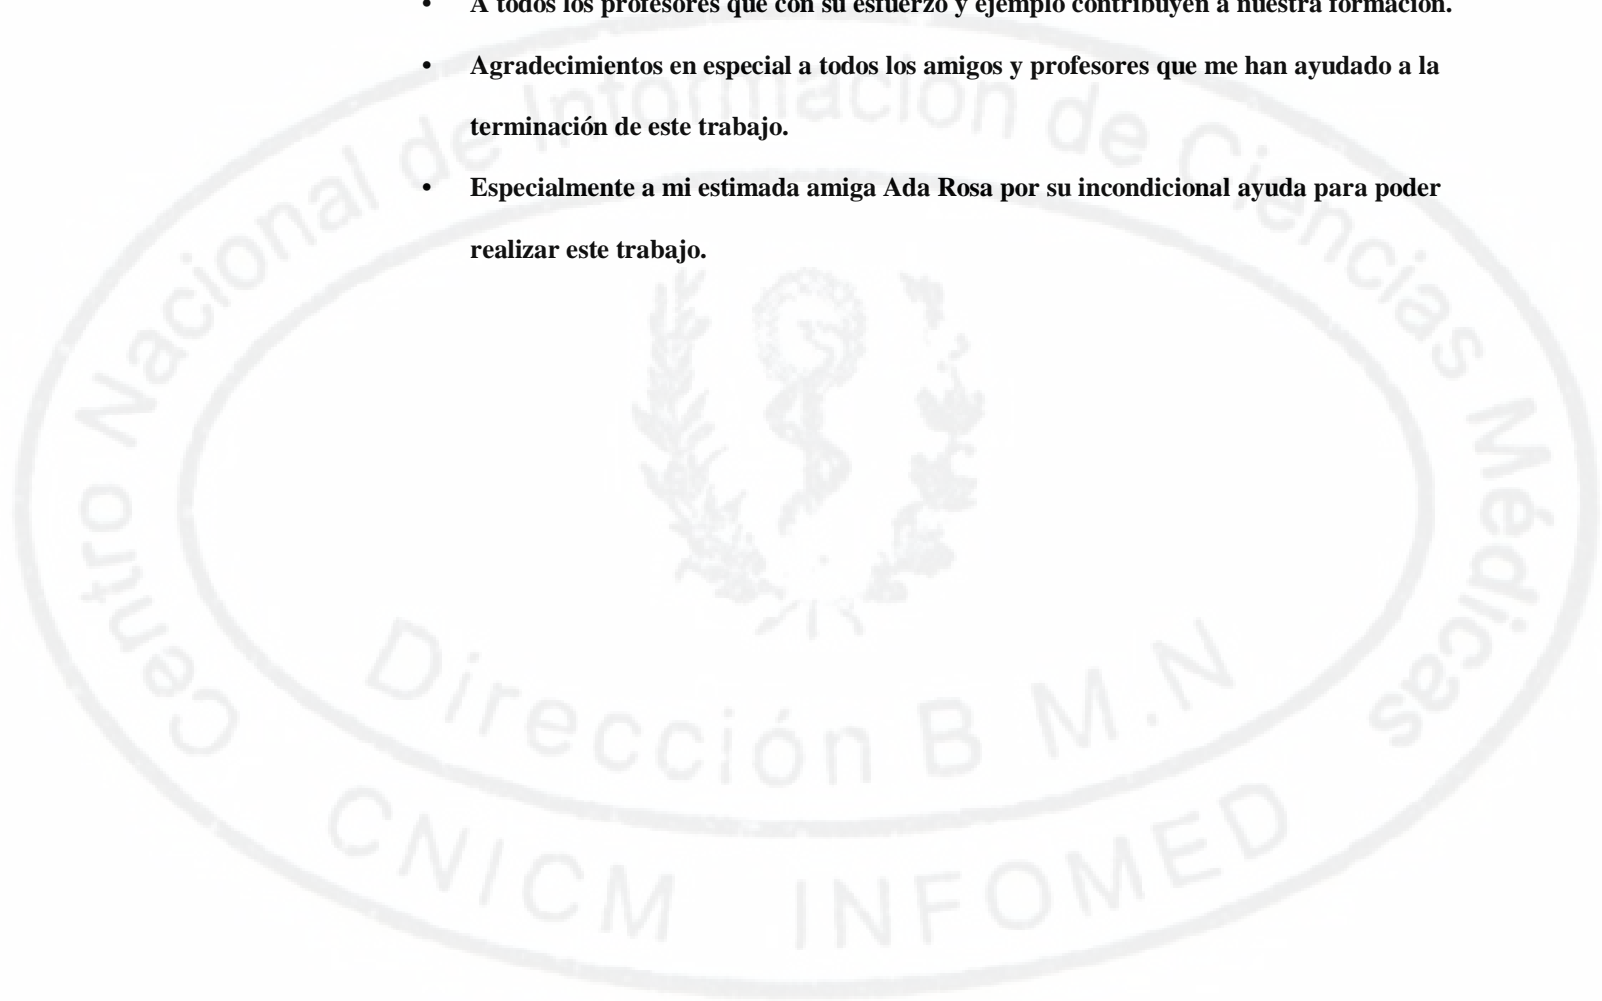 • A todos los profesores que con su esfuerzo y ejemplo contribuyen a nuestra formación.
• Agradecimientos en especial a todos los amigos y profesores que me han ayudado a la
terminación de este trabajo.
• Especialmente a mi estimada amiga Ada Rosa por su incondicional ayuda para poder
realizar este trabajo.
Centro Nacional de Información de Ciencias Médicas
Dirección B M.N
CNICM INFOMED